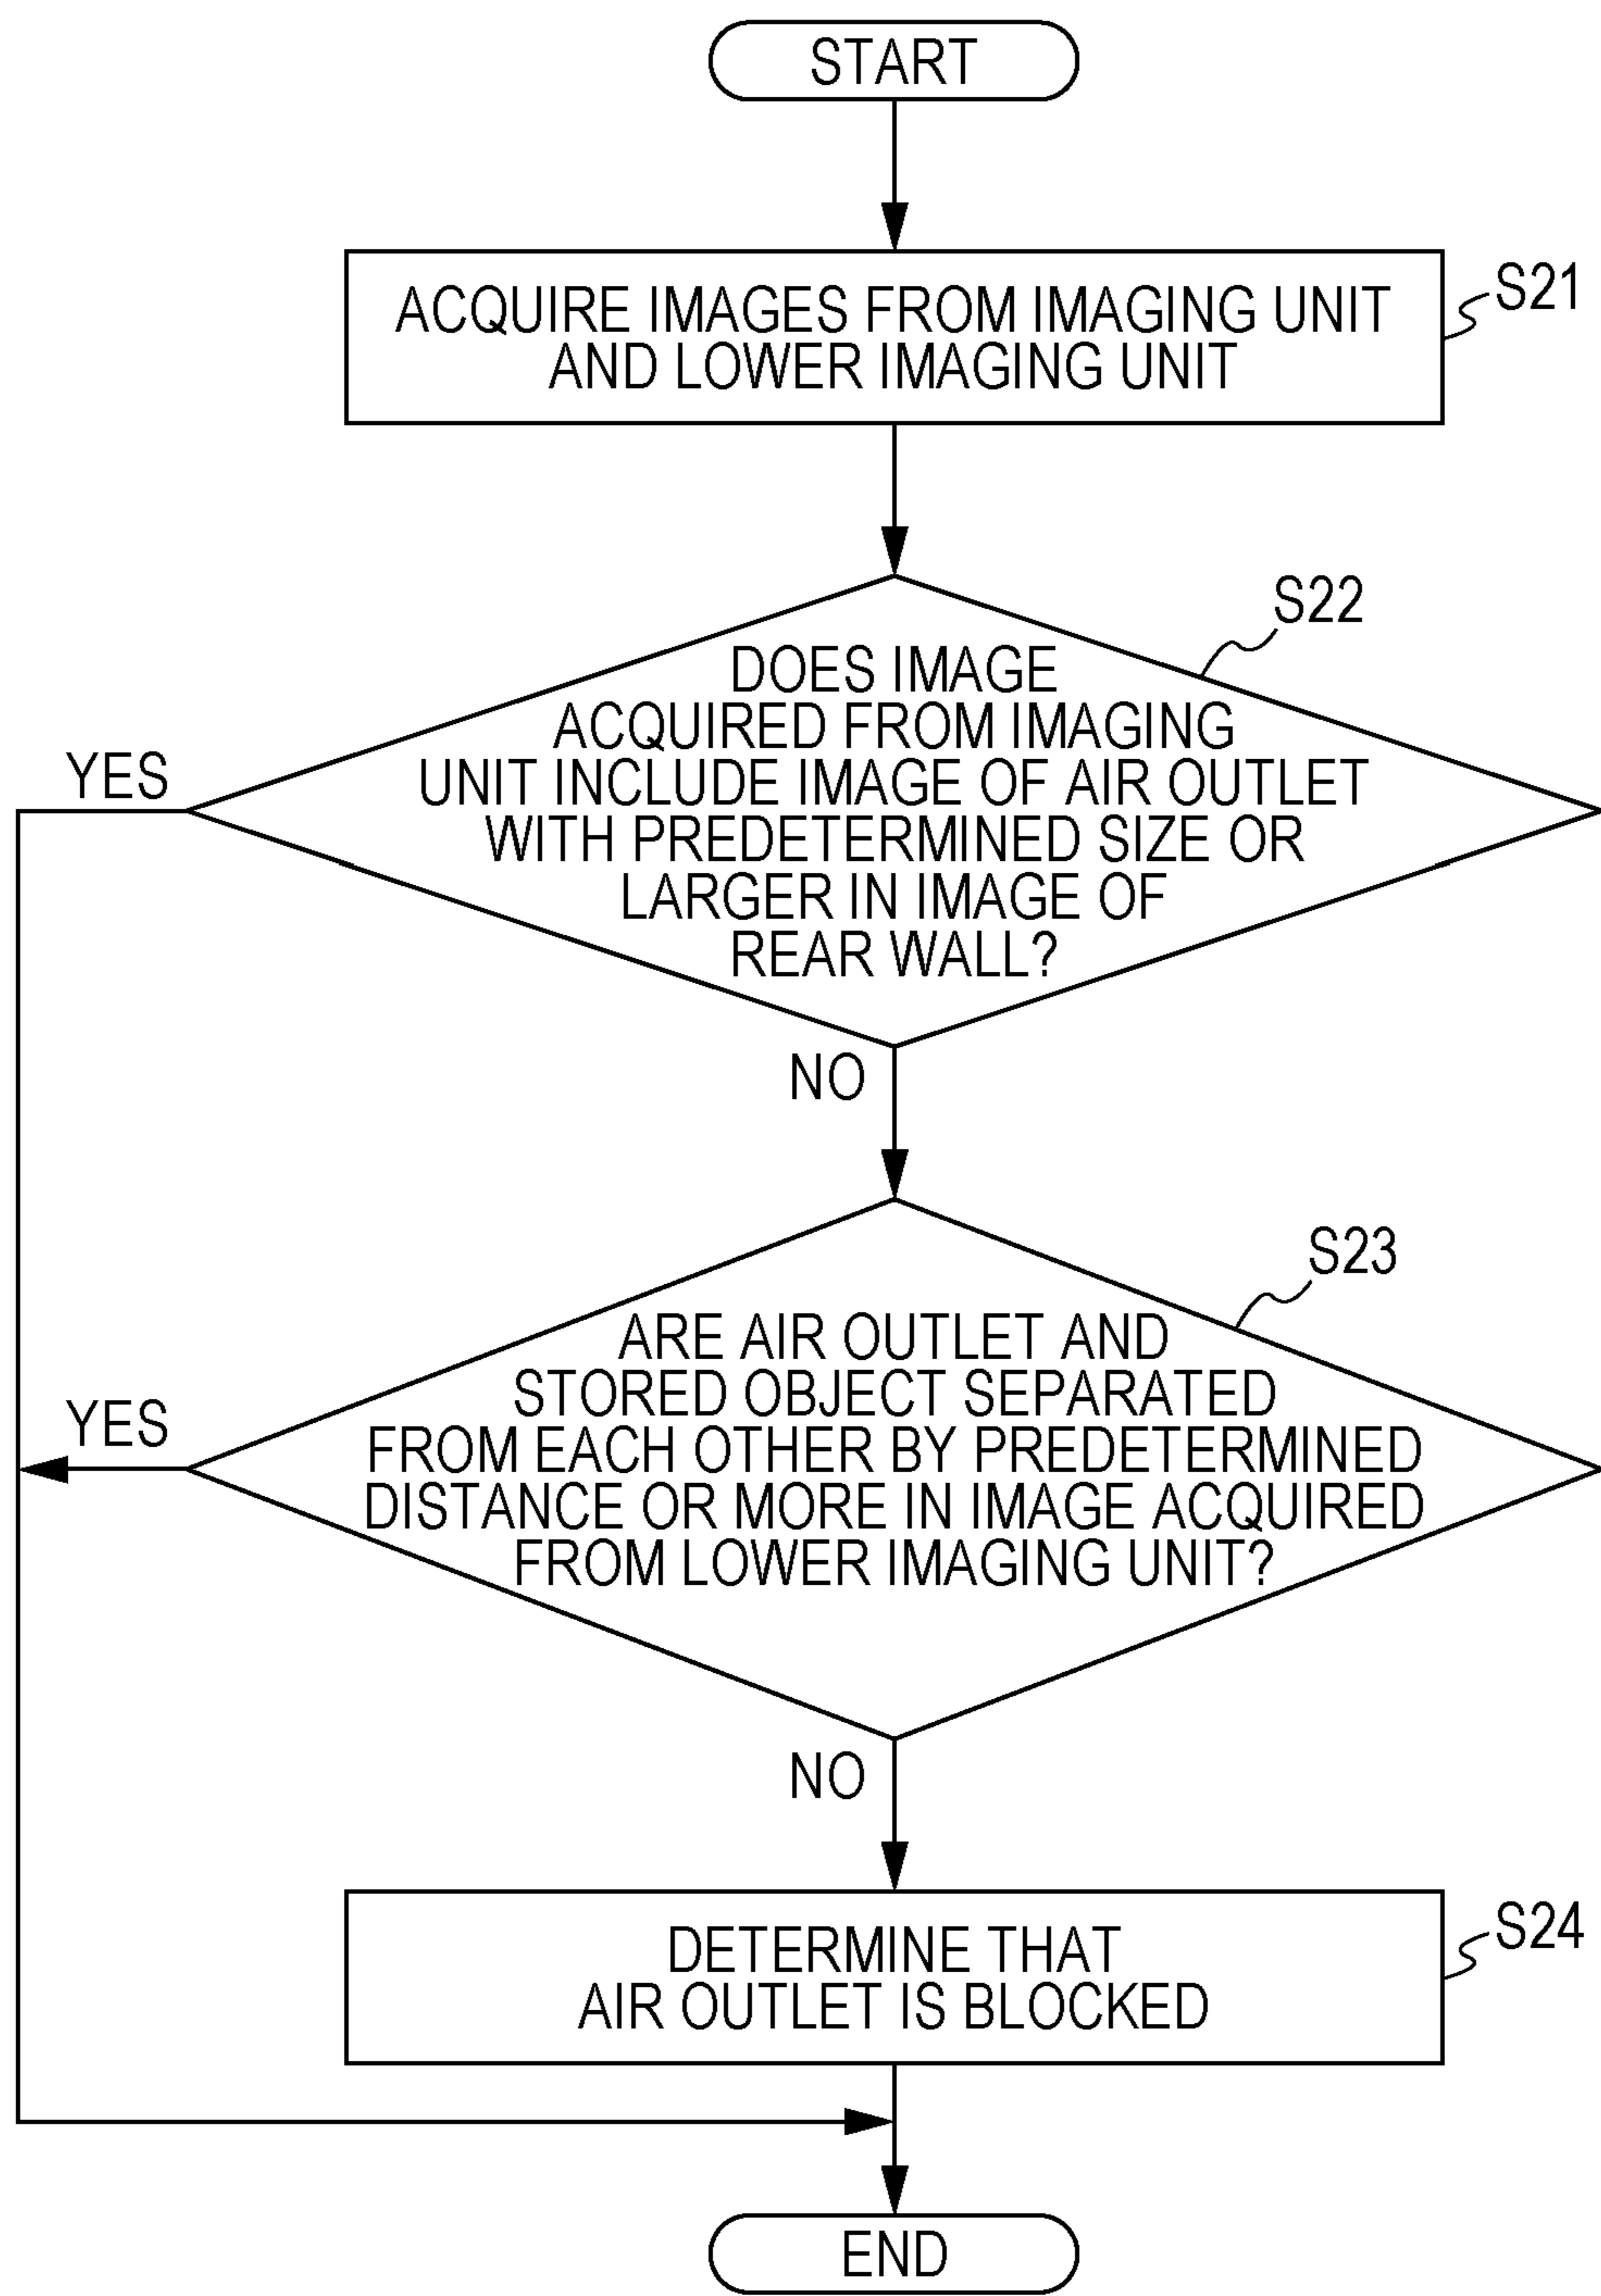 START
ACQUIRE IMAGES FROM IMAGING UNIT
AND LOWER IMAGING UNIT
S21
S22
DOES IMAGE
ACQUIRED FROM IMAGING
UNIT INCLUDE IMAGE OF AIR OUTLET
WITH PREDETERMINED SIZE OR
LARGER IN IMAGE OF
REAR WALL?
YES
NO
S23
ARE AIR OUTLET AND
STORED OBJECT SEPARATED
FROM EACH OTHER BY PREDETERMINED
DISTANCE OR MORE IN IMAGE ACQUIRED
FROM LOWER IMAGING UNIT?
YES
NO
DETERMINE THAT
AIR OUTLET IS BLOCKED
S24
END